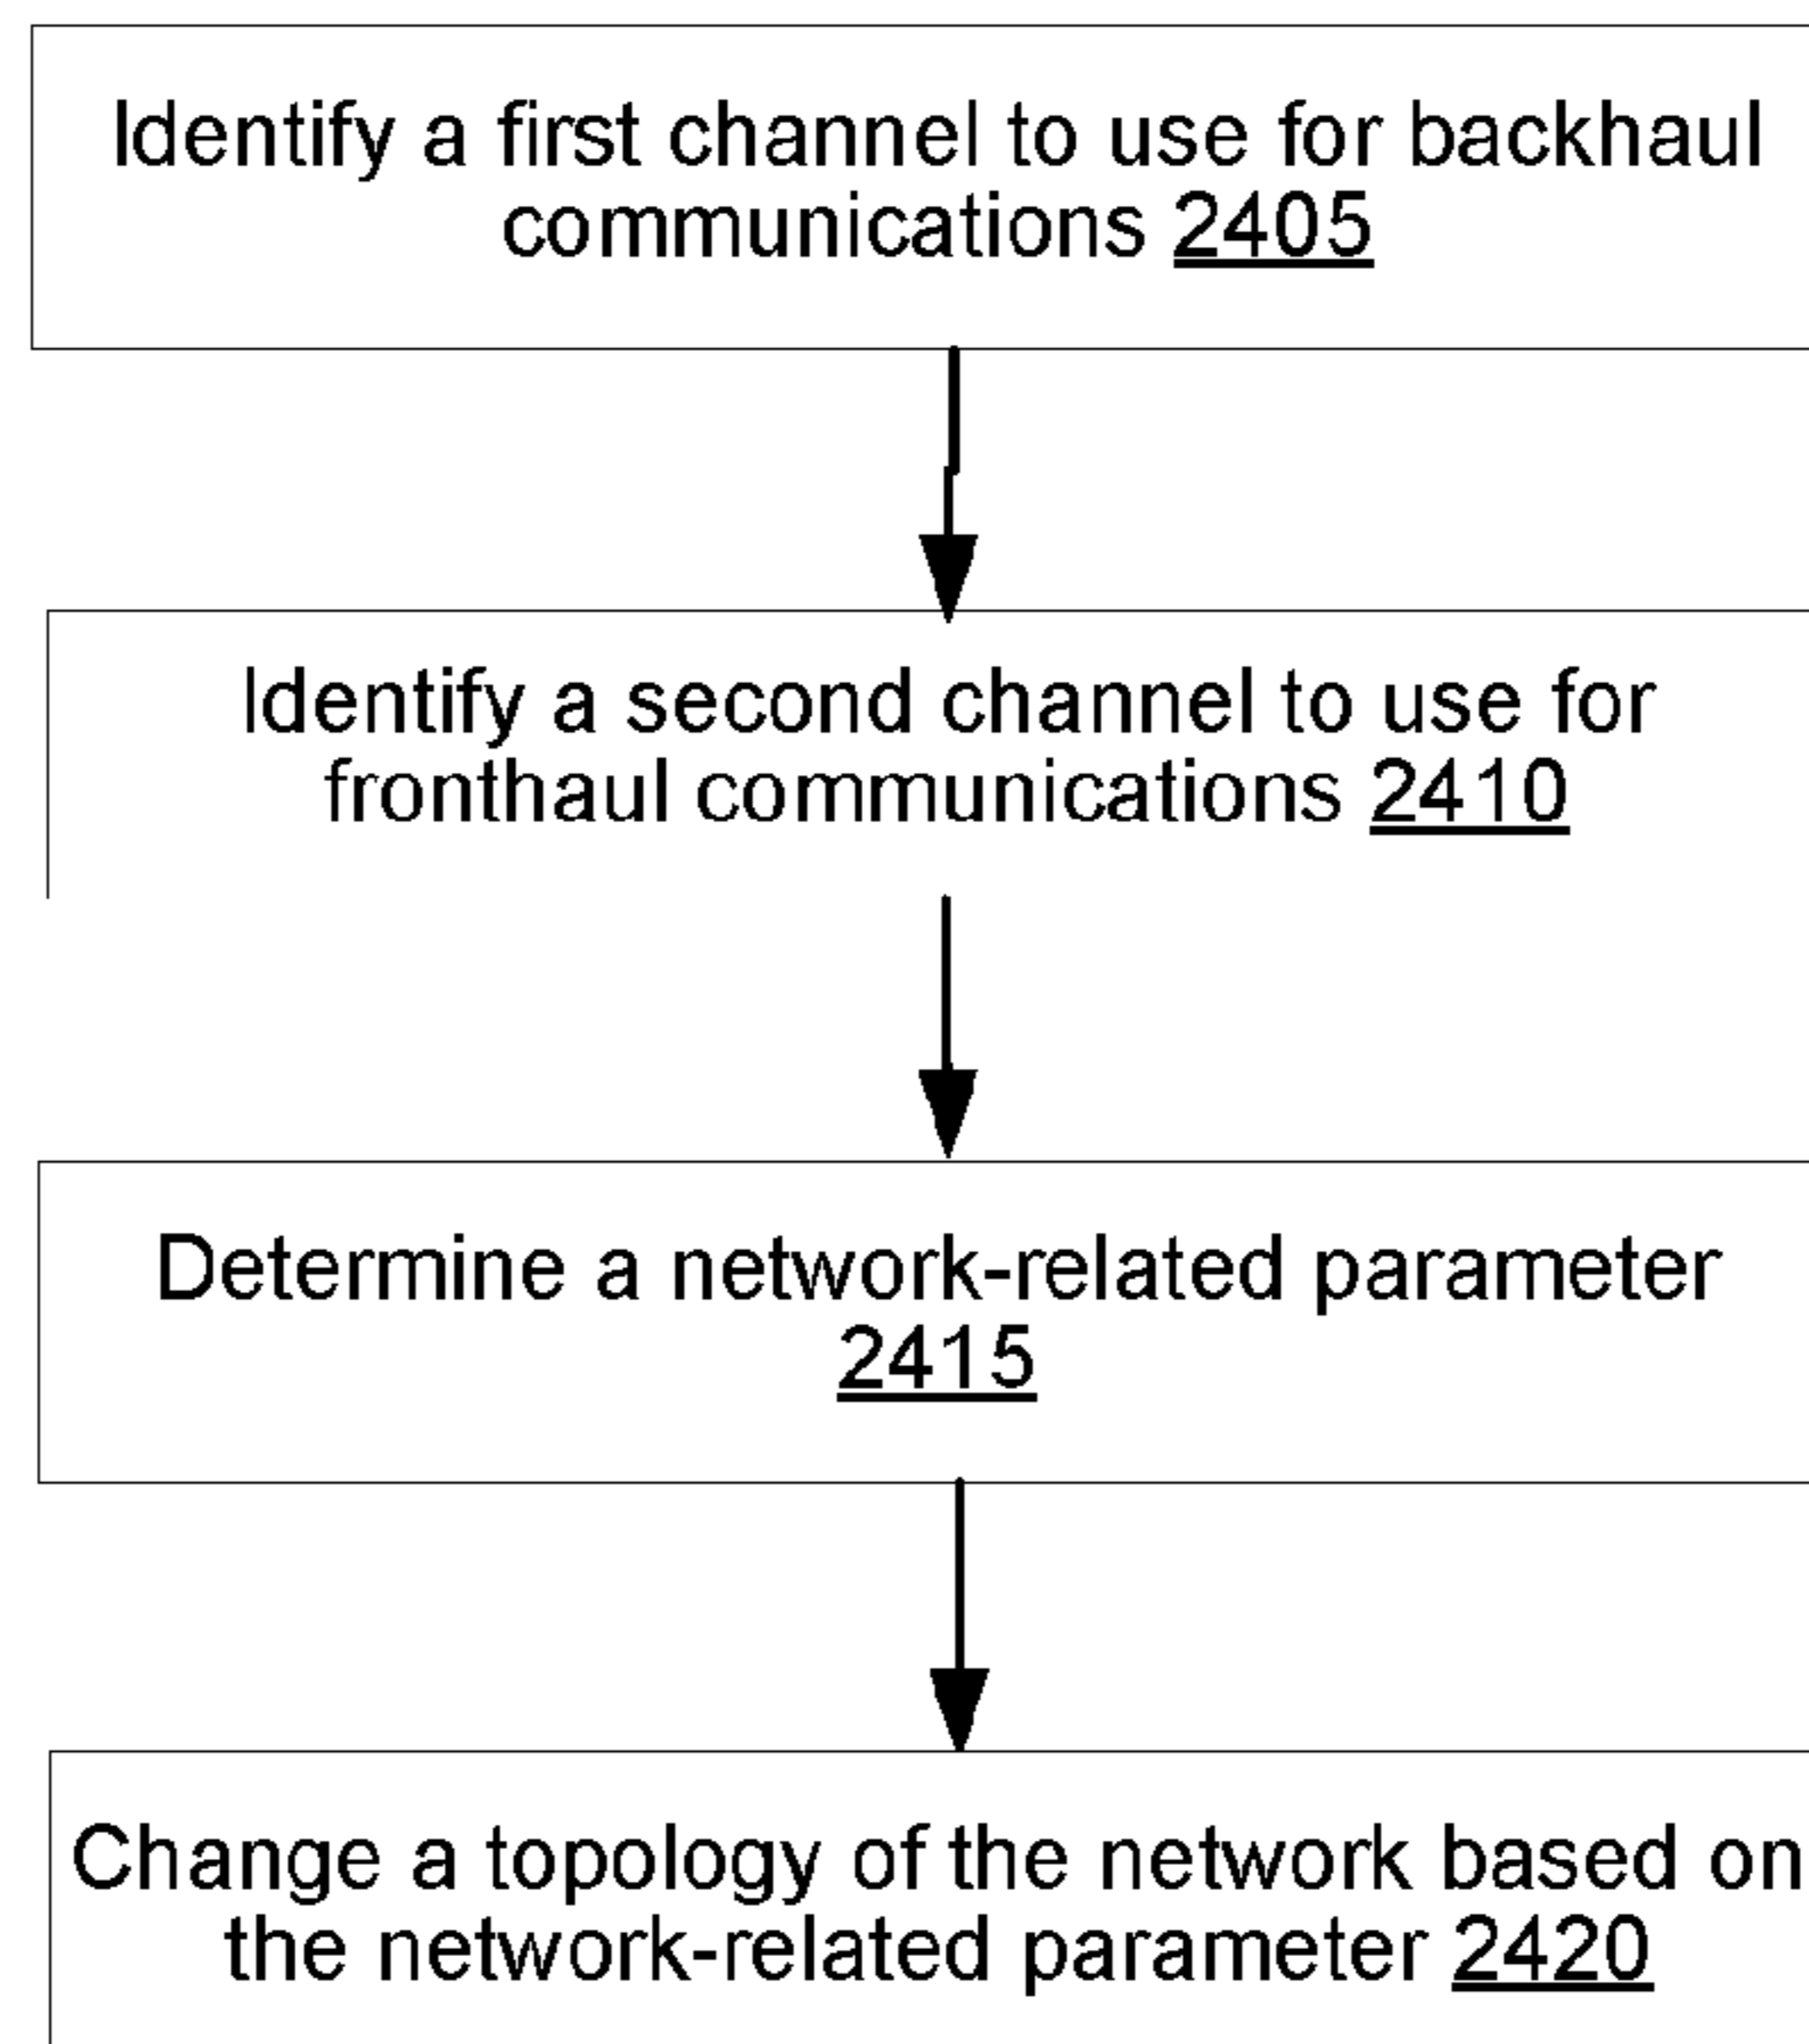 Identify a first channel to use for backhaul
communications 2405
Identify a second channel to use for
fronthaul communications 2410
Determine a network-related parameter
2415
Change a topology of the network based on
the network-related parameter 2420